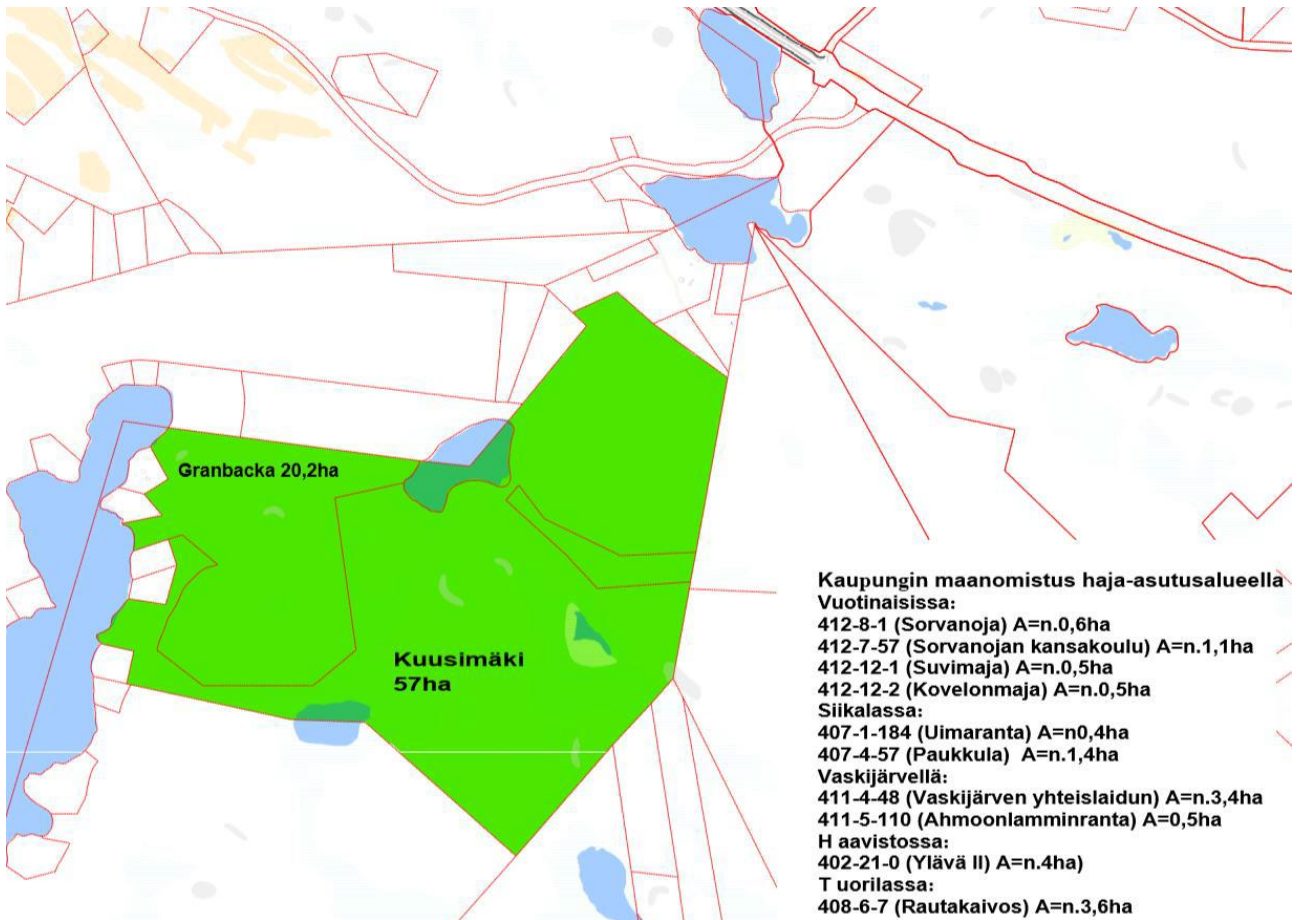 Granbacka 20,2ha
Kuusimäki
57ha
Kaupungin maanomistus haja-asutusalueella
Vuotinaisissa:
412-8-1 (Sorvanoja) A=n.0,6ha
412-7-57 (Sorvanojan kansakoulu) A=n.1,1ha
412-12-1 (Suvimaja) A=n.0,5ha
412-12-2 (Kovelonmaja) A=n.0,5ha
Siikalassa:
407-1-184 (Uimaranta) A=n0,4ha
407-4-57 (Paukkula) A=n.1,4ha
Vaskijärvellä:
411-4-48 (Vaskijärven yhteislaidun) A=n.3,4ha
411-5-110 (Ahmoonlamminranta) A=0,5ha
H aavistossa:
402-21-0 (Ylävä II) A=n.4ha)
T uorilassa:
408-6-7 (Rautakaivos) A=n.3,6ha